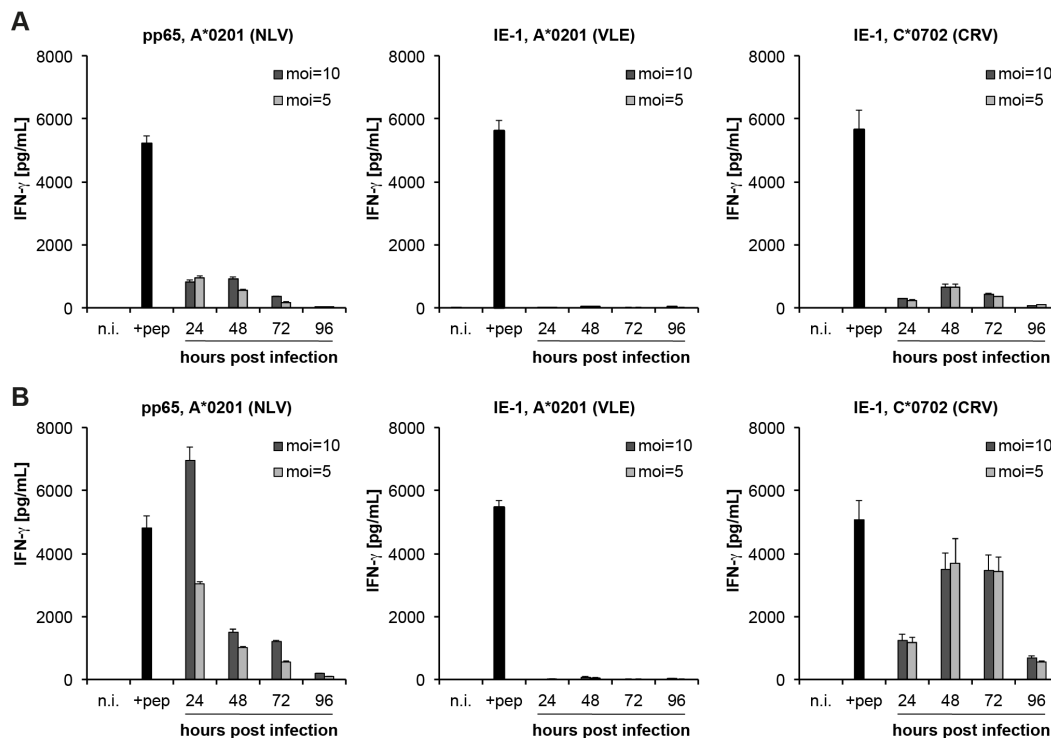 A
pp65, A*0201 (NLV)
IFN-γ [pg/mL]
8000
6000
4000
2000
0
moi=10
moi=5
n.i. +pep 24 48 72 96
hours post infection
IE-1, A*0201 (VLE)
IFN-γ [pg/mL]
8000
6000
4000
2000
0
moi=10
moi=5
n.i. +pep 24 48 72 96
hours post infection
IE-1, C*0702 (CRV)
IFN-γ [pg/mL]
8000
6000
4000
2000
0
moi=10
moi=5
n.i. +pep 24 48 72 96
hours post infection
B
pp65, A*0201 (NLV)
IFN-γ [pg/mL]
8000
6000
4000
2000
0
moi=10
moi=5
n.i. +pep 24 48 72 96
hours post infection
IE-1, A*0201 (VLE)
IFN-γ [pg/mL]
8000
6000
4000
2000
0
moi=10
moi=5
n.i. +pep 24 48 72 96
hours post infection
IE-1, C*0702 (CRV)
IFN-γ [pg/mL]
8000
6000
4000
2000
0
moi=10
moi=5
n.i. +pep 24 48 72 96
hours post infection